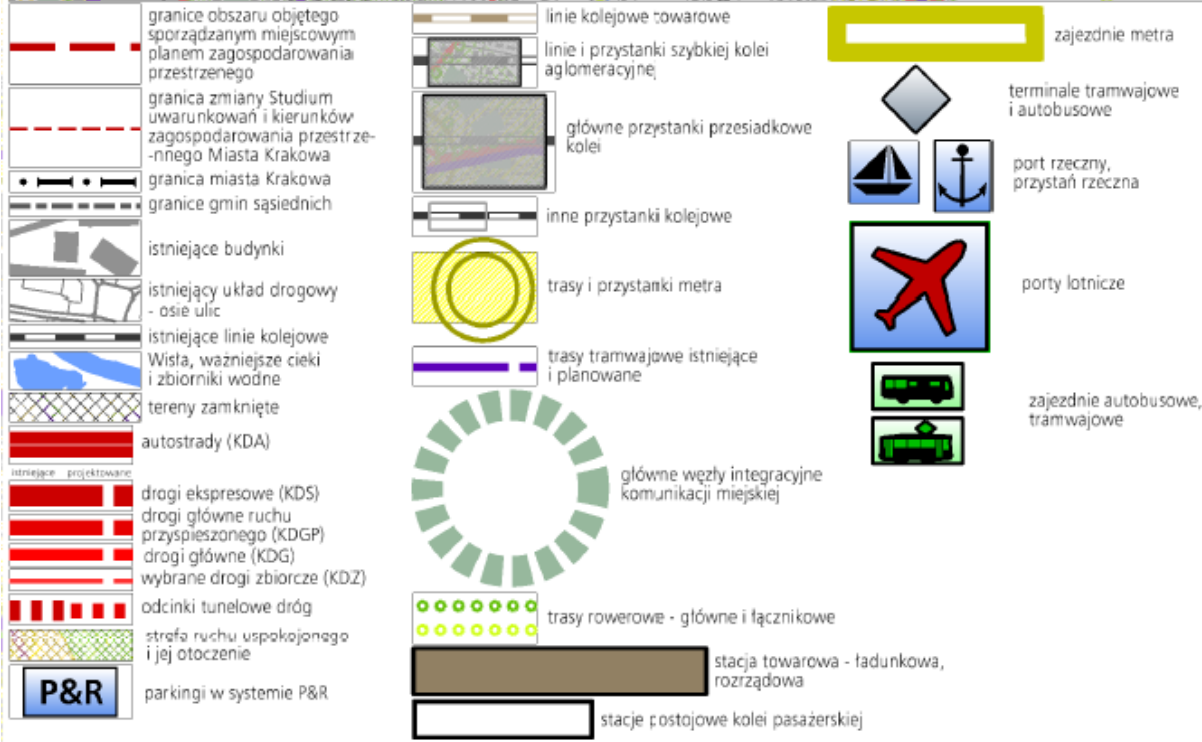 granice obszaru objętego
sporządzanym miejscowym
planem zagospodarowania
przestrzenego
granica zmiany Studium
uwarunkowań i kierunków
zagospodarowania przestrze-
-nnego Miasta Krakowa
granica miasta Krakowa
granice gmin sąsiednich
istniejące budynki
istniejący układ drogowy
- osie ulic
istniejące linie kolejowe
Wisła, ważniejsze cieki
i zbiorniki wodne
tereny zamknięte
autostrady (KDA)
istniejące projektowane
drogi ekspresowe (KDS)
drogi główne ruchu
przyspieszonego (KDGP)
drogi główne (KDG)
wybrane drogi zbiorcze (KDZ)
odcinki tunelowe dróg
strefa ruchu uspokojonego
i jej otoczenie
P&R
parkingi w systemie P&R
linie kolejowe towarowe
linie i przystanki szybkiej kolei
aglomeracyjnej
główne przystanki przesiadkowe
kolei
inne przystanki kolejowe
trasy i przystanki metra
trasy tramwajowe istniejące
i planowane
główne węzły integracyjne
komunikacji miejskiej
trasy rowerowe - główne i łącznikowe
stacja towarowa - ładunkowa,
rozrządowa
stacje postojowe kolei pasażerskiej
zajezdnie metra
terminale tramwajowe
i autobusowe
port rzeczny,
przystań rzeczna
porty lotnicze
zajezdnie autobusowe,
tramwajowe